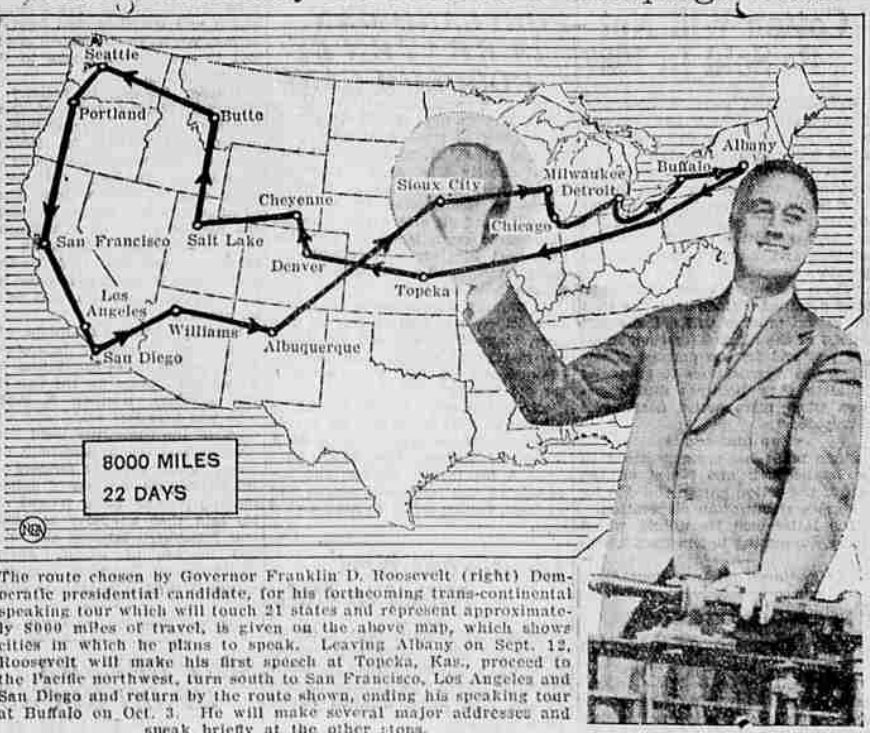 Seattle
Portland
Butte
Albany
Buffalo
Milwaukee
Detroit
Sioux City
Cheyenne
Chicago
San Francisco
Salt Lake
Denver
Topeka
Los
Angeles
Williams
Albuquerque
San Diego
8000 MILES
22 DAYS
NEA
The route chosen by Governor Franklin D. Roosevelt (right) Dem-
ocratic presidential candidate, for his forthcoming trans-continental
speaking tour which will touch 21 states and represent approximate-
ly 8000 miles of travel, is given on the above map, which shows
cities in which he plans to speak. Leaving Albany on Sept. 12,
Roosevelt will make his first speech at Topeka, Kas., proceed to
the Pacific northwest, turn south to San Francisco, Los Angeles and
San Diego and return by the route shown, ending his speaking tour
at Buffalo on Oct. 3. He will make several major addresses and
speak briefly at the other stops.